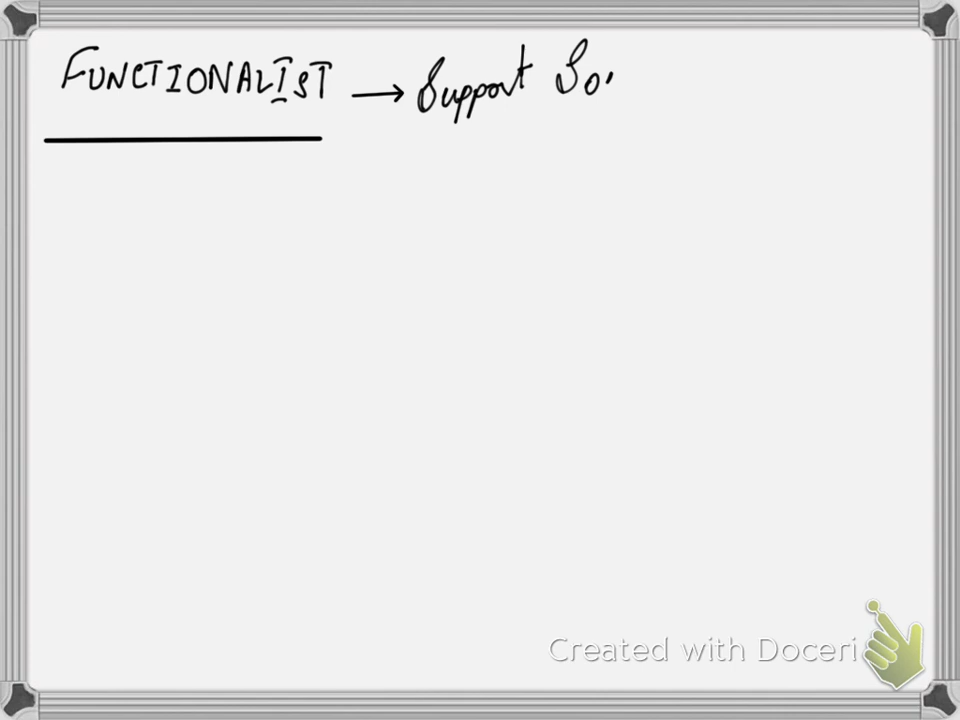 FUNCTIONALIST → Support So
Created with Doceri